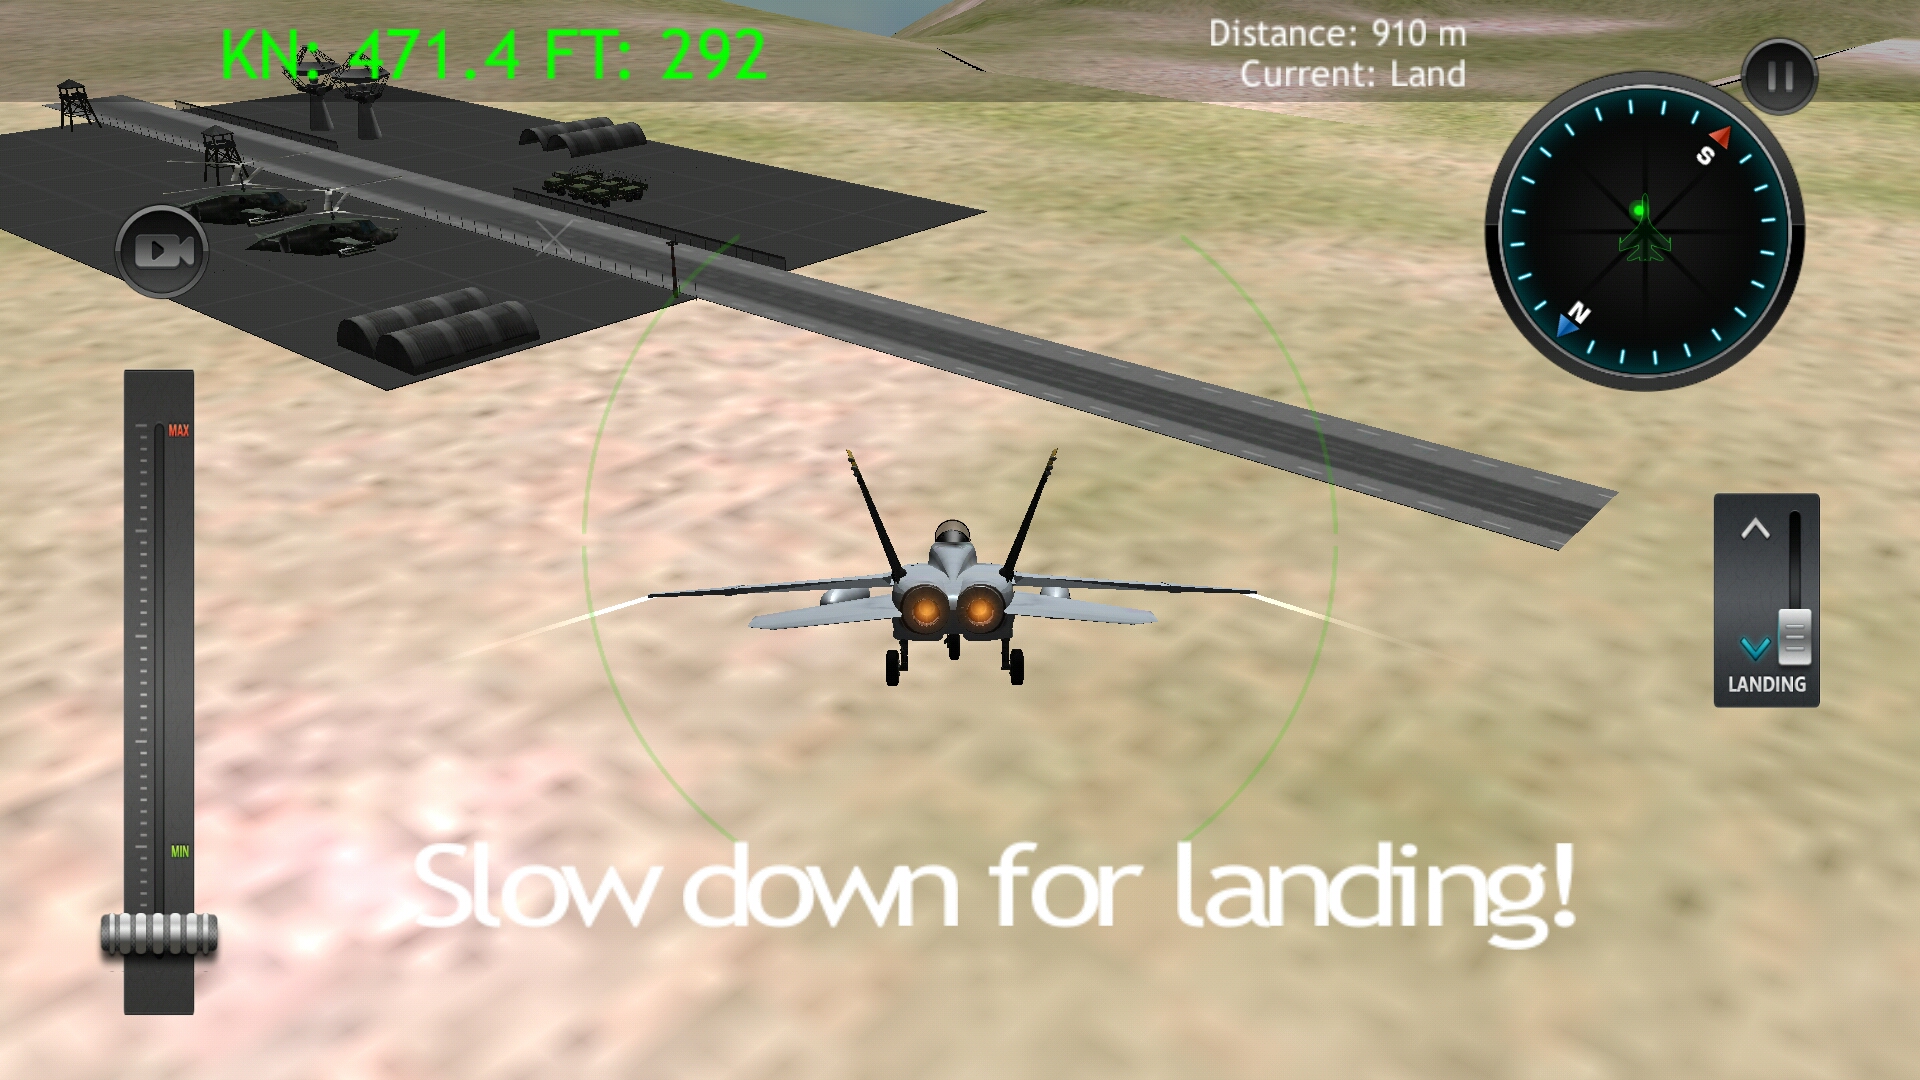 KN: 471.4 FT: 292
Distance: 910 m
Current: Land
S
N
MAX
MIN
LANDING
Slow down for landing!